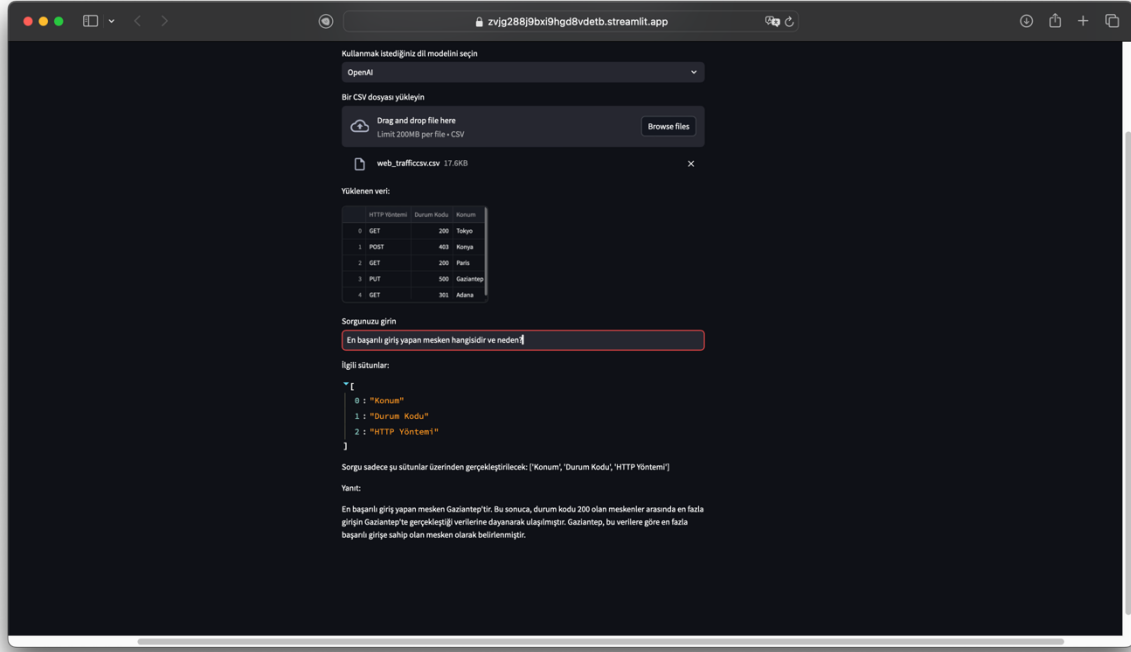 zvjg288j9bxi9hgd8vdetb.streamlit.app
Kullanmak istediğiniz dil modelini seçin
OpenAI
Bir CSV dosyası yükleyin
Drag and drop file here
Limit 200MB per file • CSV
Browse files
web_trafficcsv.csv 17.6KB
Yüklenen veri:
HTTP Yöntemi Durum Kodu Konum
0 GET 200 Tokyo
1 POST 403 Konya
2 GET 200 Paris
3 PUT 500 Gaziantep
4 GET 301 Adana
Sorgunuzu girin
En başarılı giriş yapan mesken hangisidir ve neden?
İlgili sütunlar:
[
0 : "Konum"
1 : "Durum Kodu"
2 : "HTTP Yöntemi"
]
Sorgu sadece şu sütunlar üzerinden gerçekleştirilecek: ['Konum', 'Durum Kodu', 'HTTP Yöntemi']
Yanıt:
En başarılı giriş yapan mesken Gaziantep'tir. Bu sonuca, durum kodu 200 olan meskenler arasında en fazla
girişin Gaziantep'te gerçekleştiği verilerine dayanarak ulaşılmıştır. Gaziantep, bu verilere göre en fazla
başarılı girişe sahip olan mesken olarak belirlenmiştir.